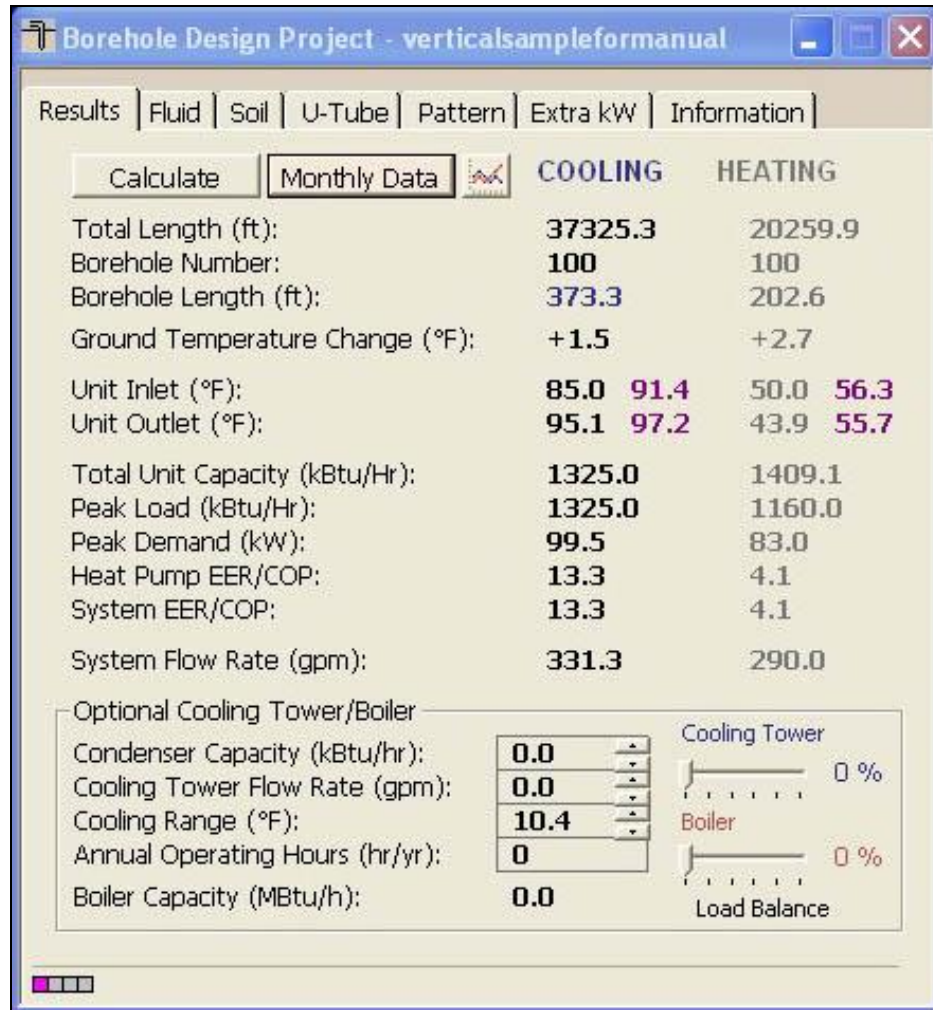 Borehole Design Project - verticalsampleformanual
Results Fluid Soil U-Tube Pattern Extra kW Information
Calculate Monthly Data COOLING HEATING
Total Length (ft): 37325.3 20259.9
Borehole Number: 100 100
Borehole Length (ft): 373.3 202.6
Ground Temperature Change (°F): +1.5 +2.7
Unit Inlet (°F): 85.0 91.4 50.0 56.3
Unit Outlet (°F): 95.1 97.2 43.9 55.7
Total Unit Capacity (kBtu/Hr): 1325.0 1409.1
Peak Load (kBtu/Hr): 1325.0 1160.0
Peak Demand (kW): 99.5 83.0
Heat Pump EER/COP: 13.3 4.1
System EER/COP: 13.3 4.1
System Flow Rate (gpm): 331.3 290.0
Optional Cooling Tower/Boiler
Cooling Tower
Condenser Capacity (kBtu/hr): 0.0
0 %
Cooling Tower Flow Rate (gpm): 0.0
Cooling Range (°F): 10.4 Boiler
Annual Operating Hours (hr/yr): 0 0 %
Boiler Capacity (MBtu/h): 0.0 Load Balance